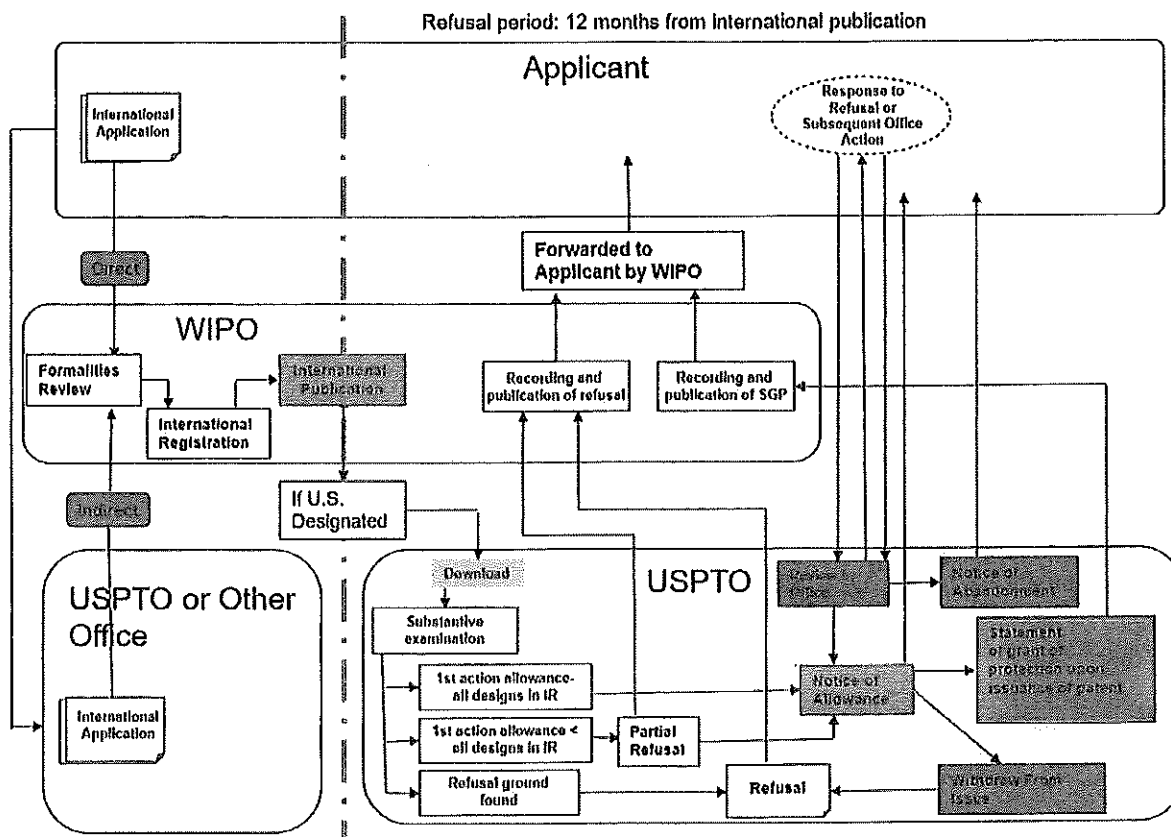 Refusal period: 12 months from international publication
Applicant
International
Application
Response to
Refusal or
Subsequent Office
Action
Direct
Forwarded to
Applicant by WIPO
WIPO
Formalities
Review
International
Publication
International
Registration
Recording and
publication of refusal
Recording and
publication of SGP
Indirect
If U.S.
Designated
USPTO or Other
Office
International
Application
USPTO
Download
Substantive
examination
1st action allowance-
all designs in IR
1st action allowance <
all designs in IR
Refusal ground
found
Partial
Refusal
Refusal
Notice of
Abandonment
Notice of
Allowance
Statement
of grant of
protection upon
issuance of patent
Withdraw From
Issue